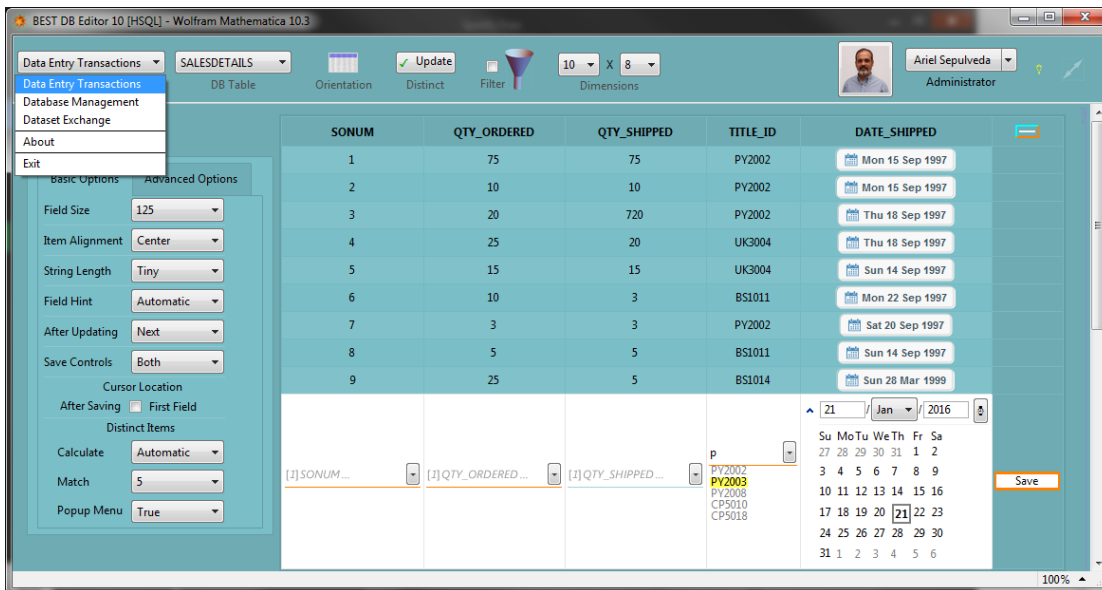 BEST DB Editor 10 [HSQL] - Wolfram Mathematica 10.3
Data Entry Transactions SALESDETAILS Update 10 X 8 Ariel Sepulveda
DB Table Orientation Distinct Filter Dimensions Administrator
Data Entry Transactions
Database Management
Dataset Exchange
About
Exit
Basic Options Advanced Options
Field Size 125
Item Alignment Center
String Length Tiny
Field Hint Automatic
After Updating Next
Save Controls Both
Cursor Location
After Saving First Field
Distinct Items
Calculate Automatic
Match 5
Popup Menu True
SONUM QTY_ORDERED QTY_SHIPPED TITLE_ID DATE_SHIPPED
1 75 75 PY2002 Mon 15 Sep 1997
2 10 10 PY2002 Mon 15 Sep 1997
3 20 720 PY2002 Thu 18 Sep 1997
4 25 20 UK3004 Thu 18 Sep 1997
5 15 15 UK3004 Sun 14 Sep 1997
6 10 3 BS1011 Mon 22 Sep 1997
7 3 3 PY2002 Sat 20 Sep 1997
8 5 5 BS1011 Sun 14 Sep 1997
9 25 5 BS1014 Sun 28 Mar 1999
[1]SONUM... [1]QTY_ORDERED... [1]QTY_SHIPPED...
p
PY2002
PY2003
PY2008
CP5010
CP5018
21 / Jan / 2016
Su Mo Tu We Th Fr Sa
27 28 29 30 31 1 2
3 4 5 6 7 8 9
10 11 12 13 14 15 16
17 18 19 20 21 22 23
24 25 26 27 28 29 30
31 1 2 3 4 5 6
Save
100%